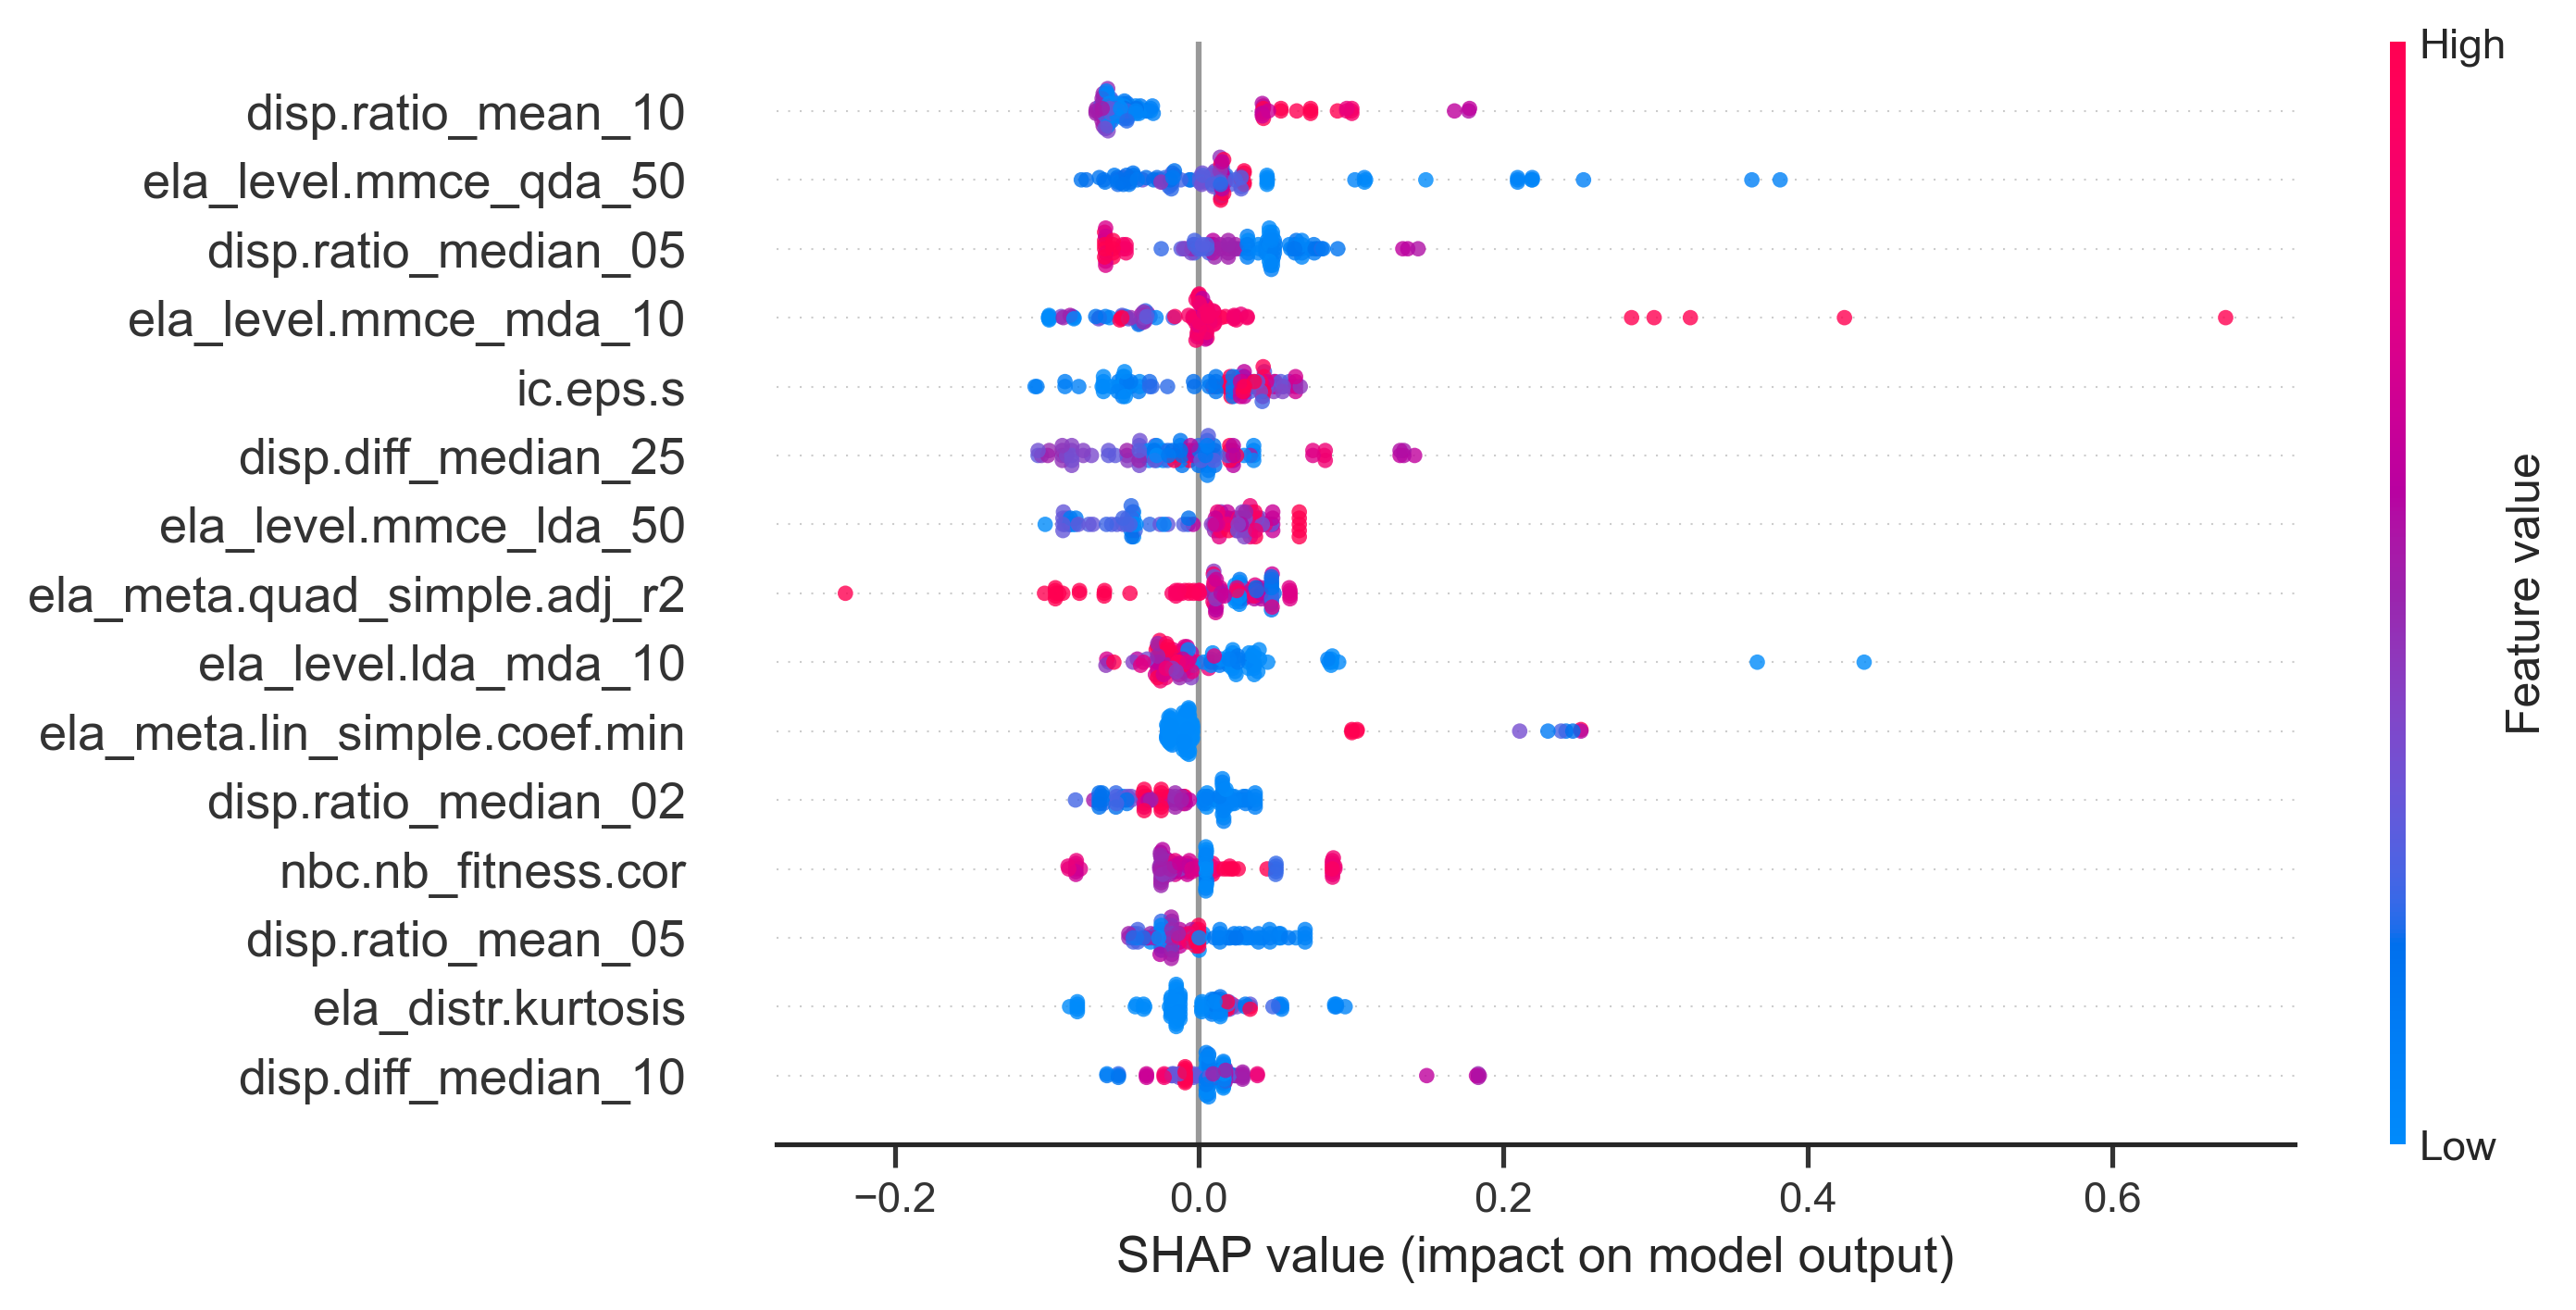 High
disp.ratio_mean_10
ela_level.mmce_qda_50
disp.ratio_median_05
ela_level.mmce_mda_10
ic.eps.s
disp.diff_median_25
ela_level.mmce_lda_50
ela_meta.quad_simple.adj_r2
ela_level.lda_mda_10
ela_meta.lin_simple.coef.min
disp.ratio_median_02
nbc.nb_fitness.cor
disp.ratio_mean_05
ela_distr.kurtosis
disp.diff_median_10
Feature value
Low
−0.2 0.0 0.2 0.4 0.6
SHAP value (impact on model output)